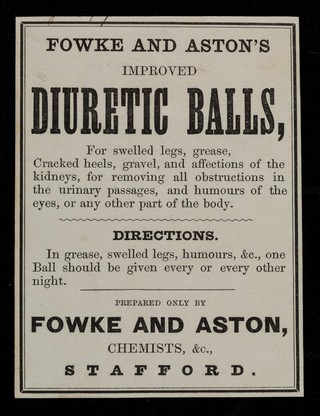 FOWKE AND ASTON'S
IMPROVED
DIURETIC BALLS,
For swelled legs, grease,
Cracked heels, gravel, and affections of the
kidneys, for removing all obstructions in
the urinary passages, and humours of the
eyes, or any other part of the body.
DIRECTIONS.
In grease, swelled legs, humours, &c., one
Ball should be given every or every other
night.
PREPARED ONLY BY
FOWKE AND ASTON,
CHEMISTS, &c.,
STAFFORD.